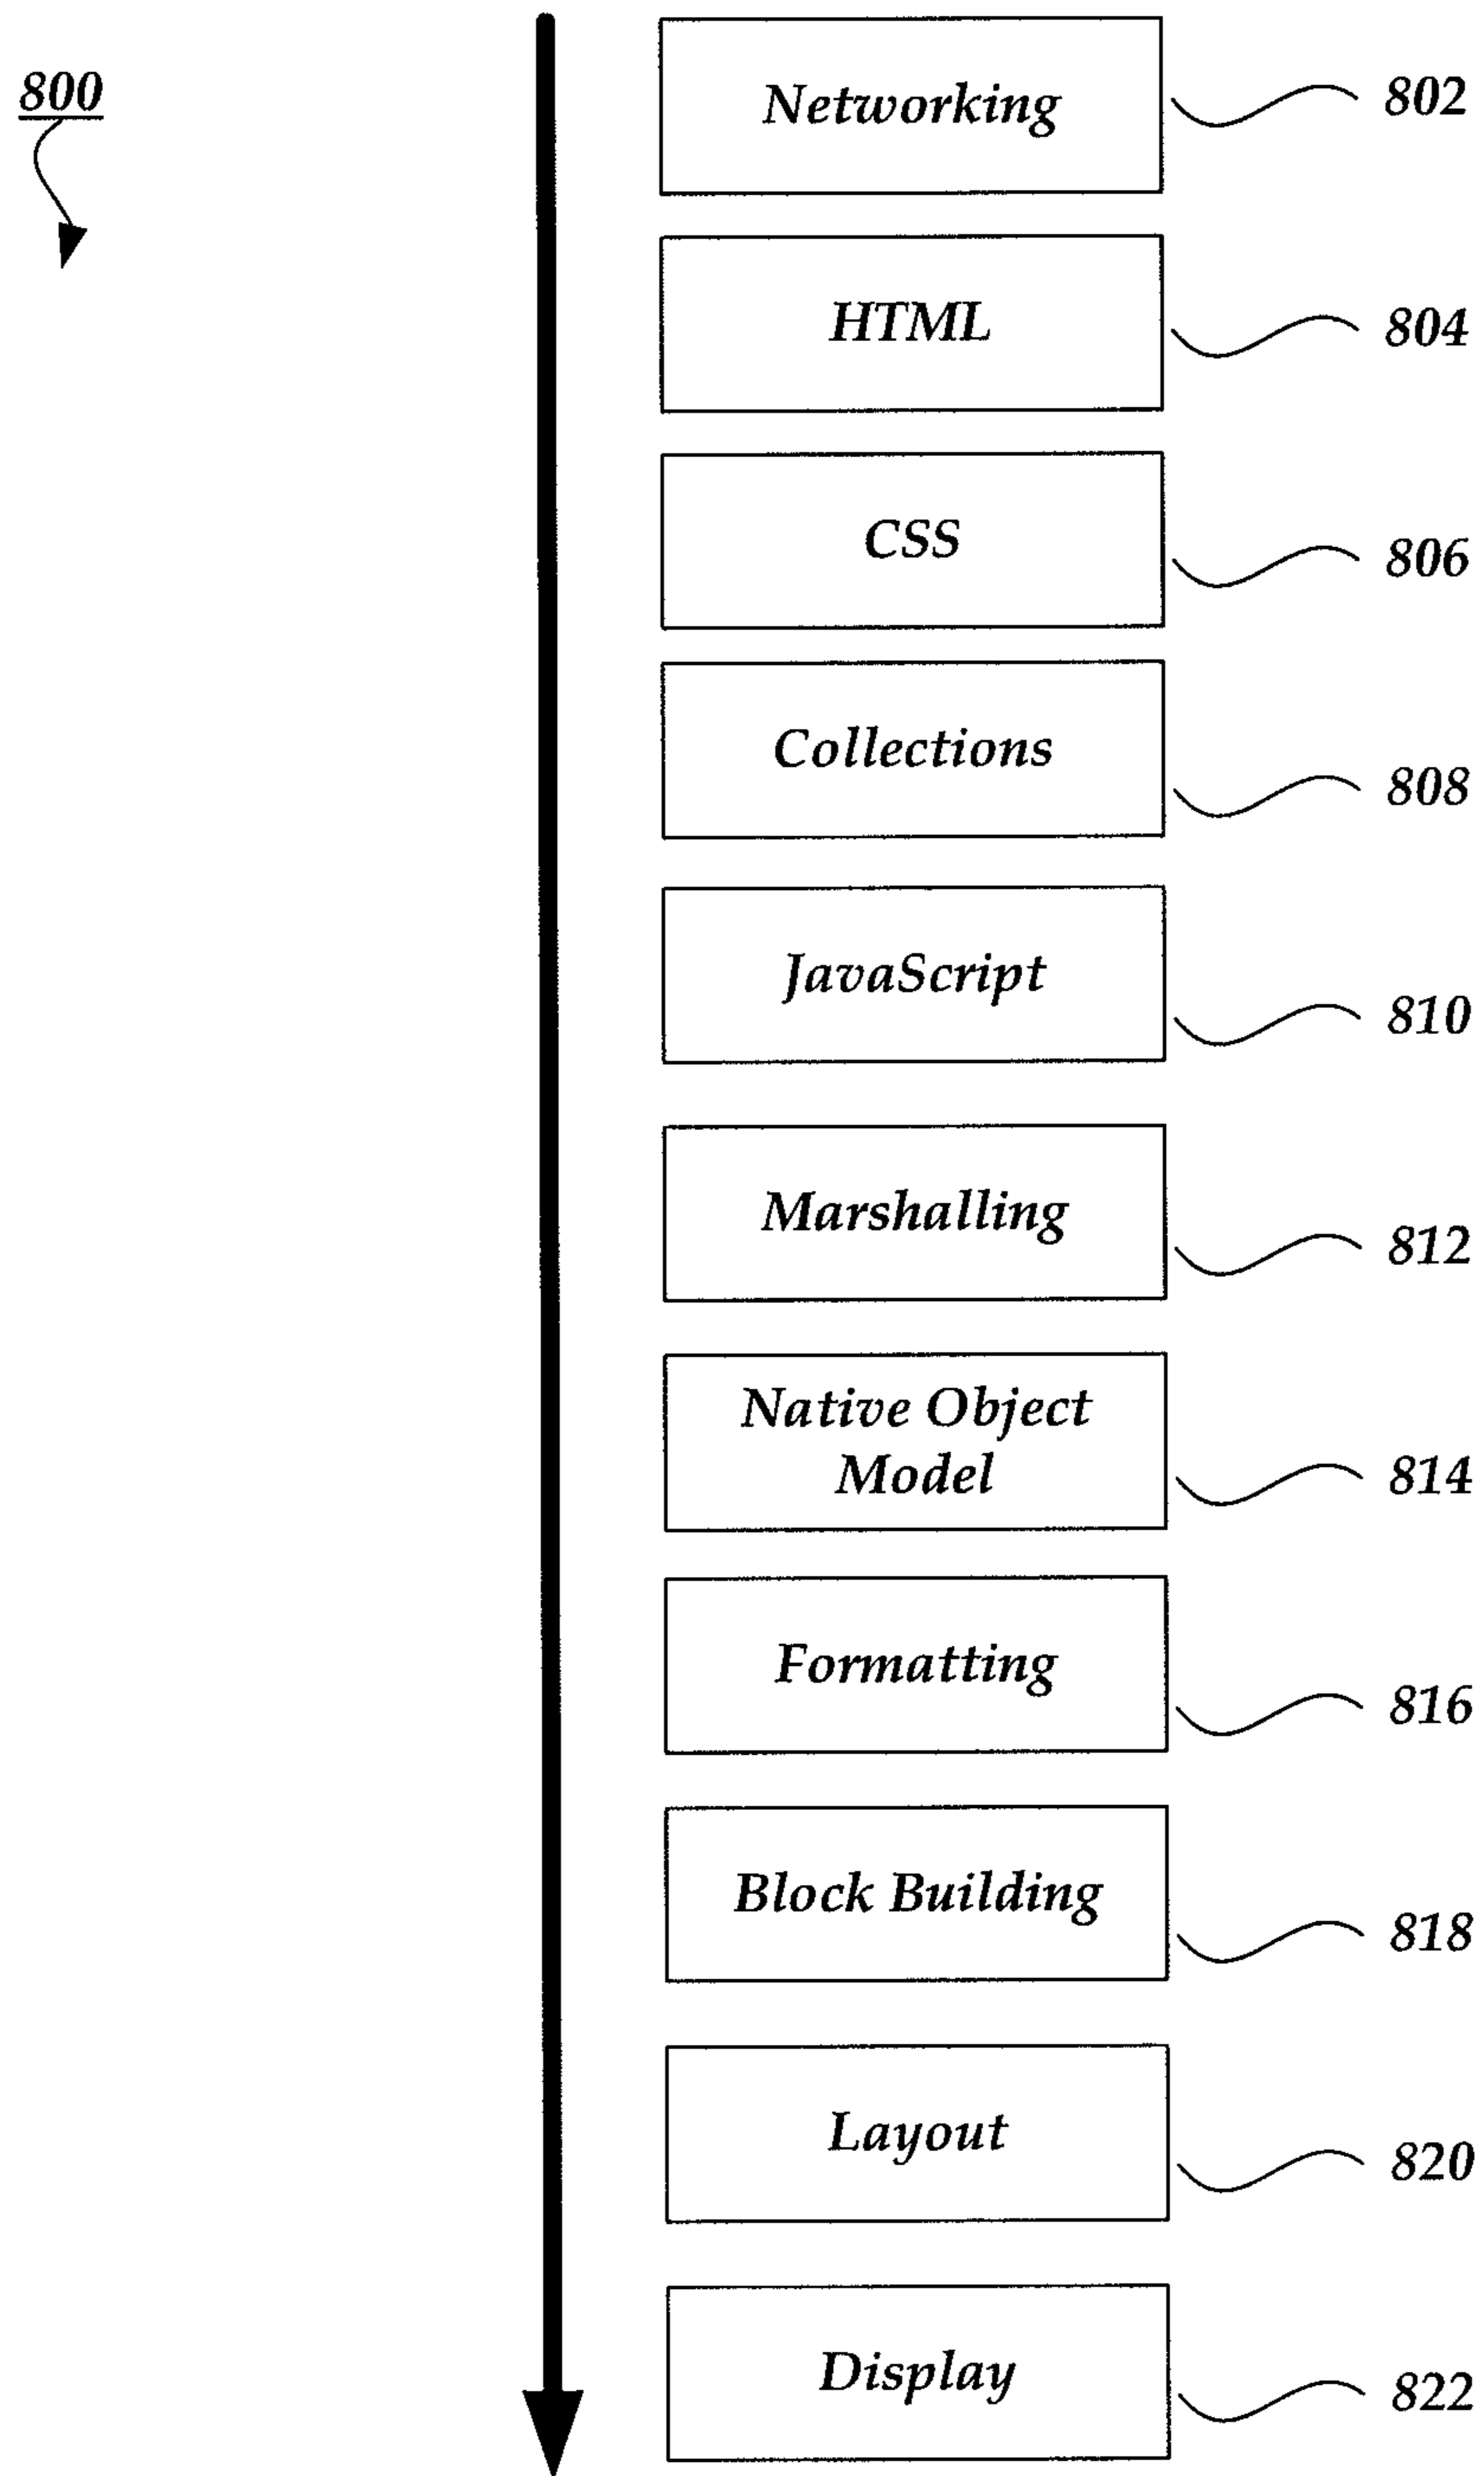 800
Networking 802
HTML 804
CSS 806
Collections 808
JavaScript 810
Marshalling 812
Native Object
Model 814
Formatting 816
Block Building 818
Layout 820
Display 822